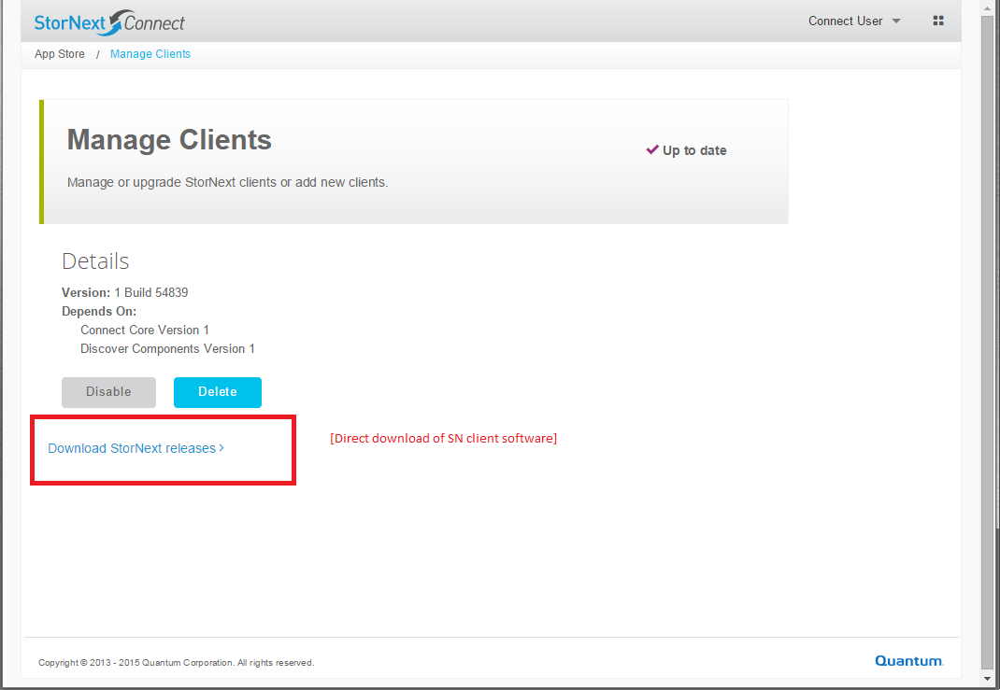 StorNext Connect
Connect User
App Store / Manage Clients
Manage Clients
Up to date
Manage or upgrade StorNext clients or add new clients.
Details
Version: 1 Build 54839
Depends On:
Connect Core Version 1
Discover Components Version 1
Disable
Delete
Download StorNext releases >
[Direct download of SN client software]
Copyright © 2013 - 2015 Quantum Corporation. All rights reserved.
Quantum.